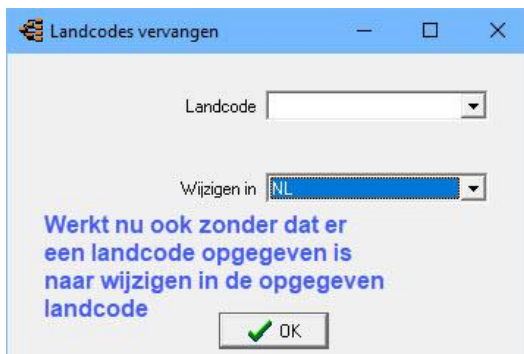 Landcodes vervangen
Landcode
Wijzigen in NL
Werkt nu ook zonder dat er
een landcode opgegeven is
naar wijzigen in de opgegeven
landcode
OK